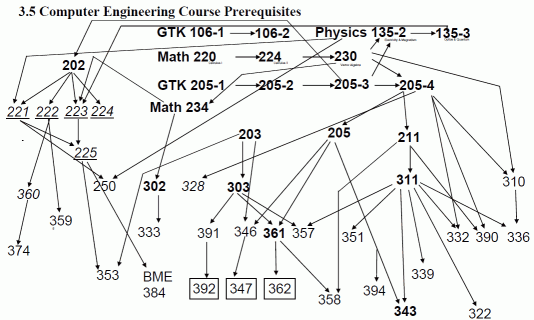 3.5 Computer Engineering Course Prerequisites
GTK 106-1 106-2 Physics 135-2 135-3
Math 220 224 230
202
GTK 205-1 205-2 205-3 205-4
221 222 223 224 Math 234
203 205 211
225
360 250 302 328 303 311 310
359
333 391 346 361 357 351 332 390 336
374
353 BME 339
384 392 347 362 358 394
343 322